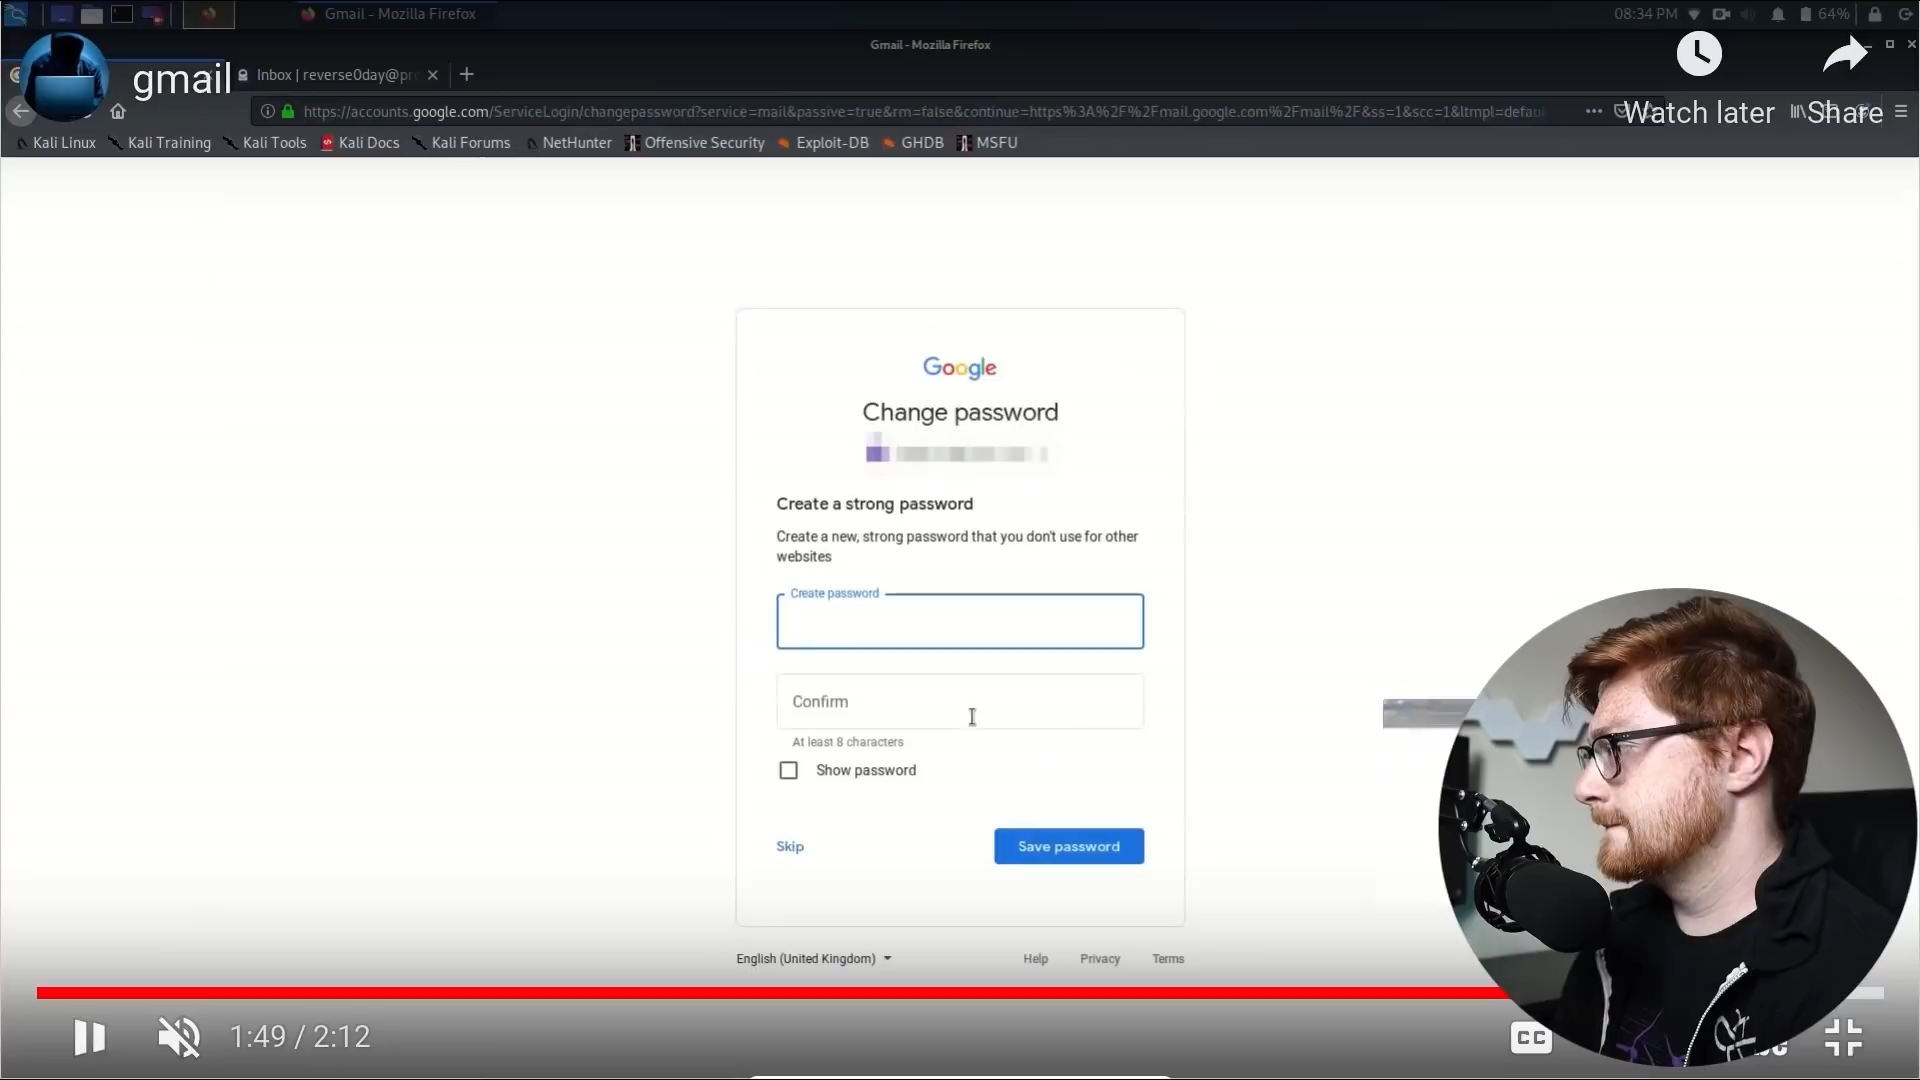 Gmail - Mozilla Firefox
08:34 PM
64%
Gmail - Mozilla Firefox
gmail
Inbox | reverse0day@pr
Watch later
Share
https://accounts.google.com/ServiceLogin/changepassword?service=mail&passive=true&rm=false&continue=https%3A%2F%2Fmail.google.com%2Fmail%2F&ss=1&scc=1&ltmpl=defau
Kali Linux
Kali Training
Kali Tools
Kali Docs
Kali Forums
NetHunter
Offensive Security
Exploit-DB
GHDB
MSFU
Google
Change password
Create a strong password
Create a new, strong password that you don't use for other
websites
Create password
Confirm
At least 8 characters
Show password
Skip
Save password
English (United Kingdom)
Help
Privacy
Terms
1:49 / 2:12
CC